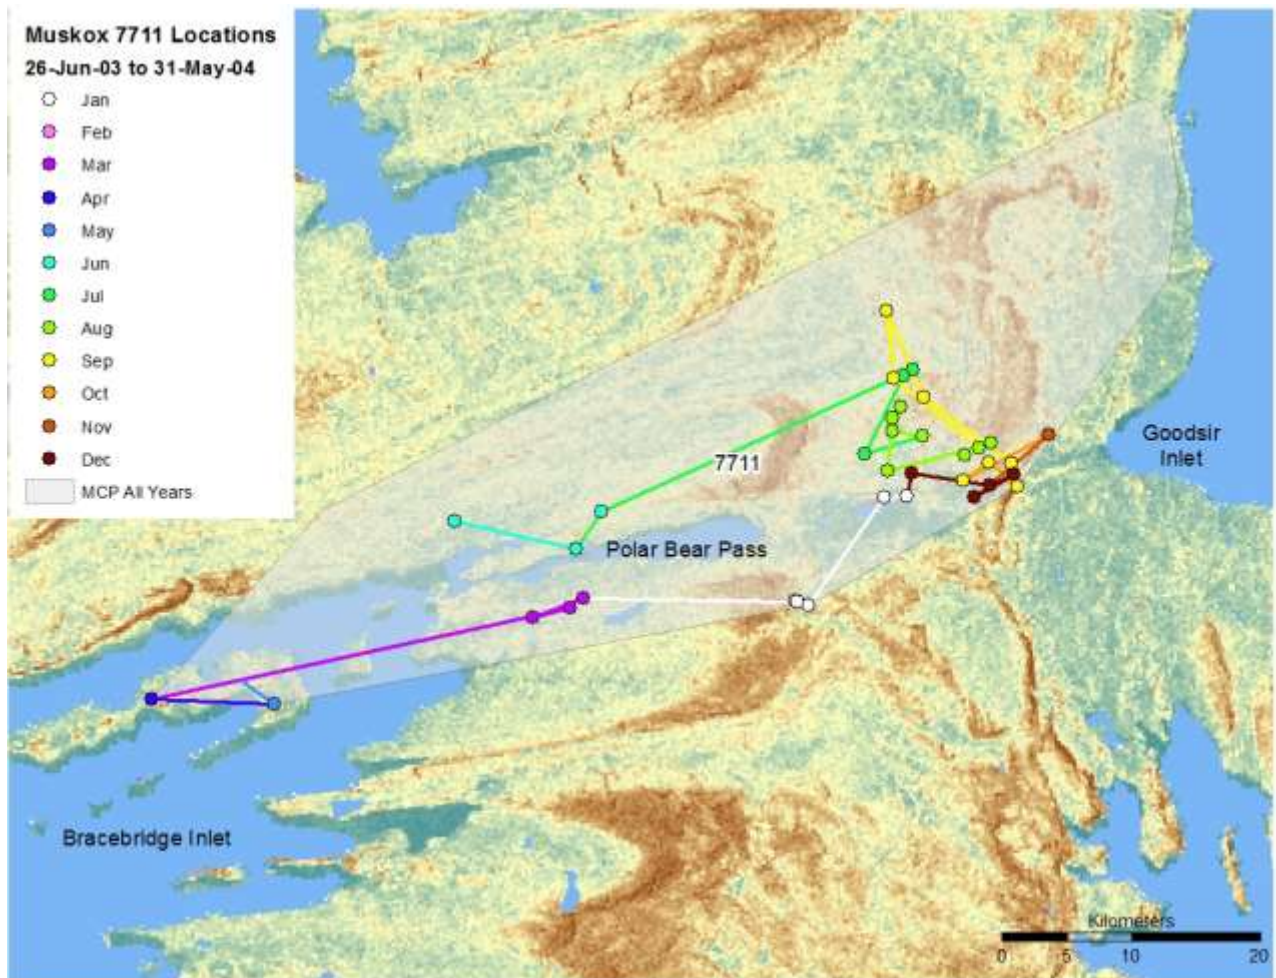 Muskox 7711 Locations
26-Jun-03 to 31-May-04
Jan
Feb
Mar
Apr
May
Jun
Jul
Aug
Sep
Oct
Nov
Dec
MCP All Years
7711
Goodsir
Inlet
Polar Bear Pass
Bracebridge Inlet
Kilometers
0 5 10 20